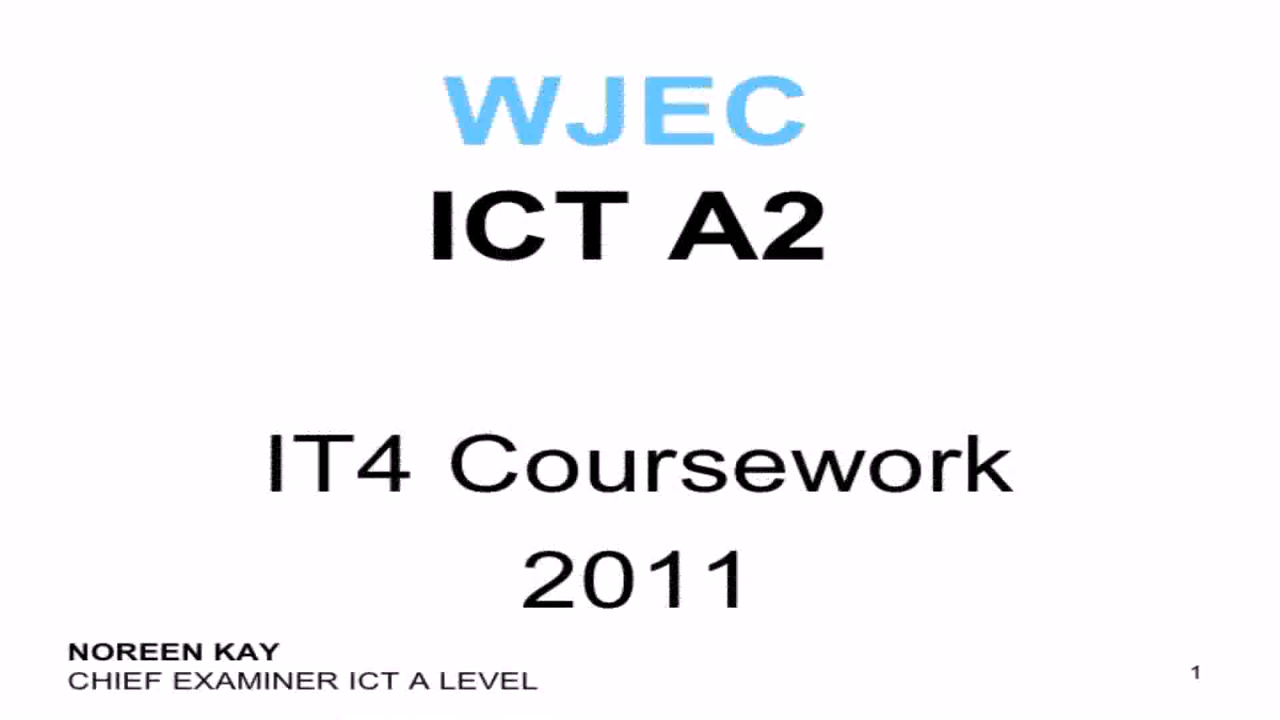 WJEC
ICT A2
IT4 Coursework
2011
NOREEN KAY
CHIEF EXAMINER ICT A LEVEL
1